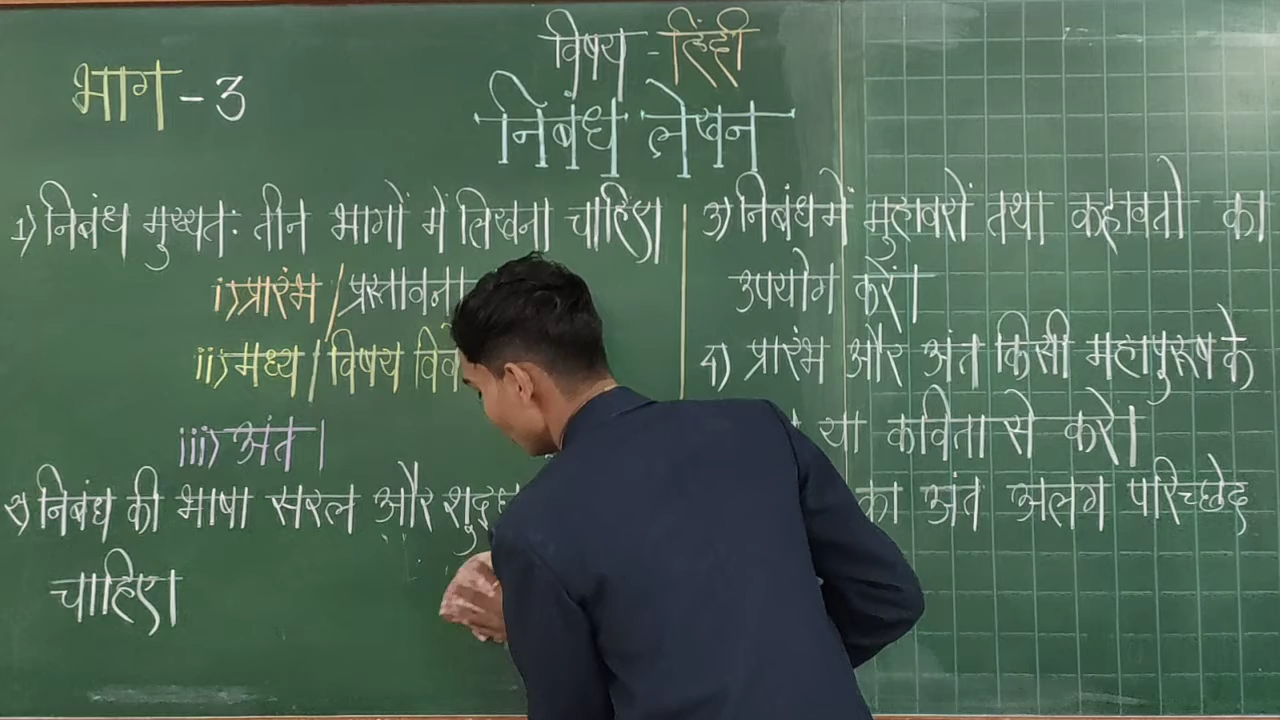 विषय - हिंदी
भाग - 3
निबंध लेखन
1) निबंध मुख्यतः तीन भागों में लिखना चाहिए।
i) प्रारंभ / प्रस्तावना
ii) मध्य / विषय
iii) अंत।
२) निबंध की भाषा सरल और
चाहिए।
3) निबंध में मुहावरों तथा कहावतो का
उपयोग करें।
4) प्रारंभ और अंत किसी महापुरूष के
या कविता से करे।
का अंत अलग परिच्छेद